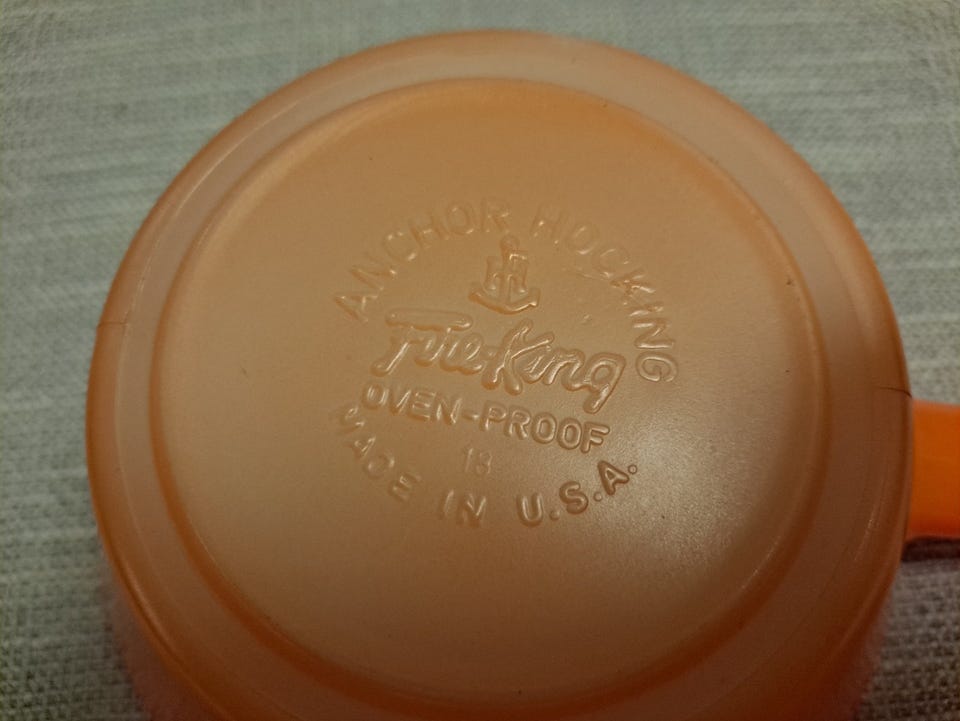 ANCHOR HOCKING
Fire-King
OVEN-PROOF
18
MADE IN U.S.A.